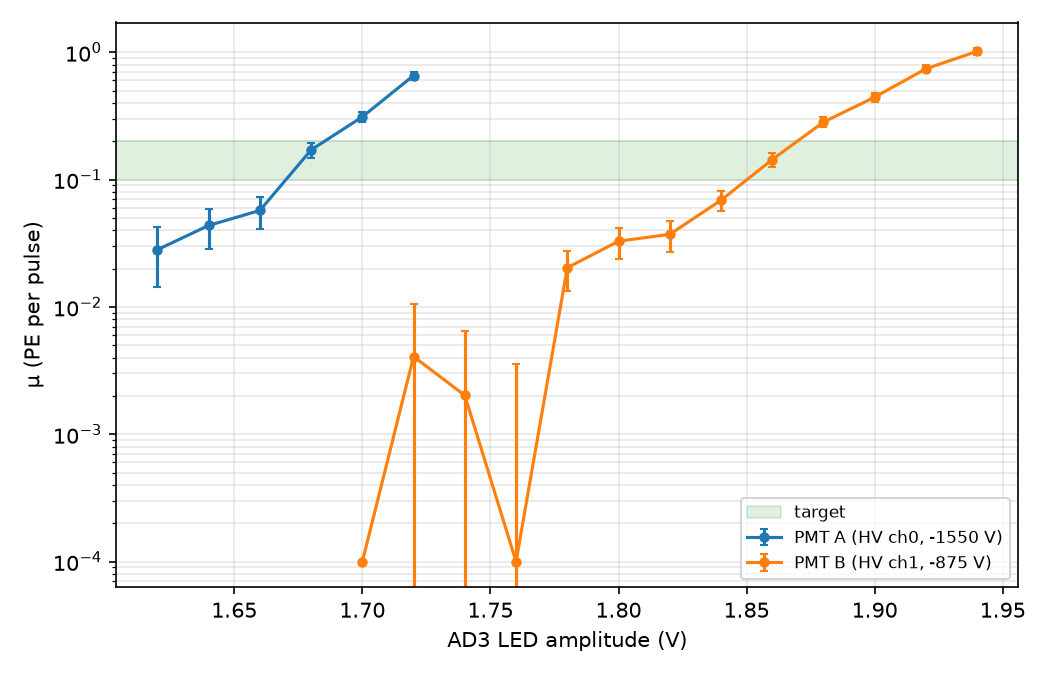 10⁰
10⁻¹
10⁻²
10⁻³
10⁻⁴
μ (PE per pulse)
1.65 1.70 1.75 1.80 1.85 1.90 1.95
AD3 LED amplitude (V)
target
PMT A (HV ch0, -1550 V)
PMT B (HV ch1, -875 V)